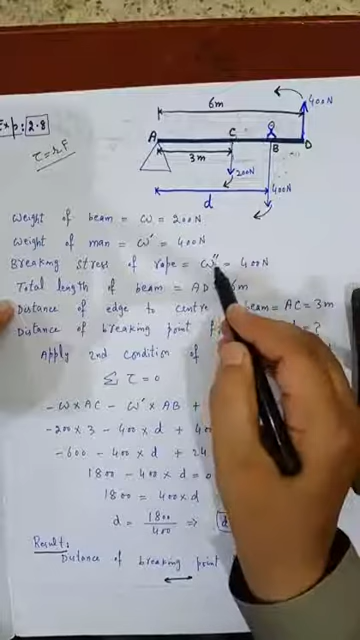 Exp: 2.8
τ = rF
6m
400N
A
C
B
D
3m
200N
d
400N
Weight of beam = ω = 200N
Weight of man = ω' = 400N
Breaking stress of rope = ω'' = 400N
Total length of beam = AD 6m
Distance of edge to centre beam = AC = 3m
Distance of breaking point = ?
Apply 2nd condition of
Σ τ = 0
- ω × AC - ω' × AB +
- 200 × 3 - 400 × d + 40
- 600 - 400 × d + 24
1800 - 400 × d = 0
1800 = 400 × d
d = 1800/400 ⇒ d
Result:
Distance of breaking point